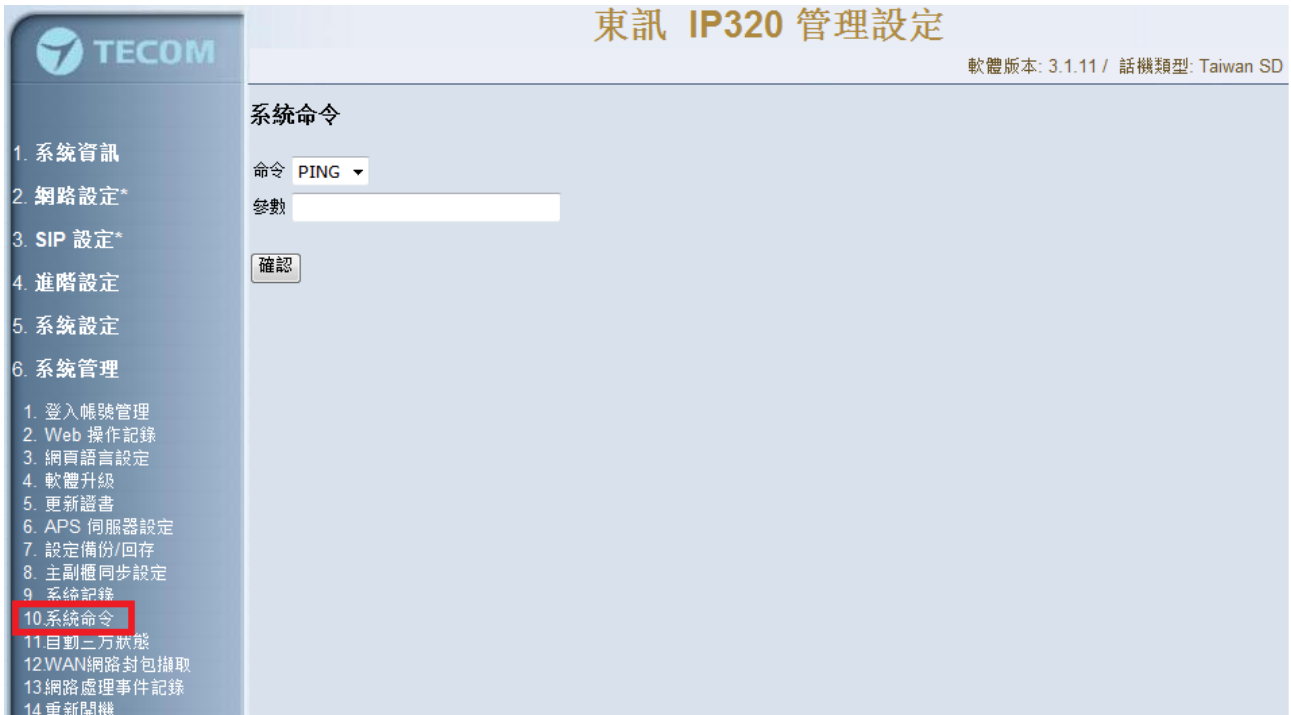 TECOM
東訊 IP320 管理設定
軟體版本: 3.1.11 / 話機類型: Taiwan SD
1. 系統資訊
2. 網路設定*
3. SIP 設定*
4. 進階設定
5. 系統設定
6. 系統管理
1. 登入帳號管理
2. Web 操作記錄
3. 網頁語言設定
4. 軟體升級
5. 更新證書
6. APS 伺服器設定
7. 設定備份/回存
8. 主副櫃同步設定
9. 系統記錄
10.系統命令
11.自動三方狀態
12.WAN網路封包擷取
13.網路處理事件記錄
14.重新開機
系統命令
命令 PING
參數
確認